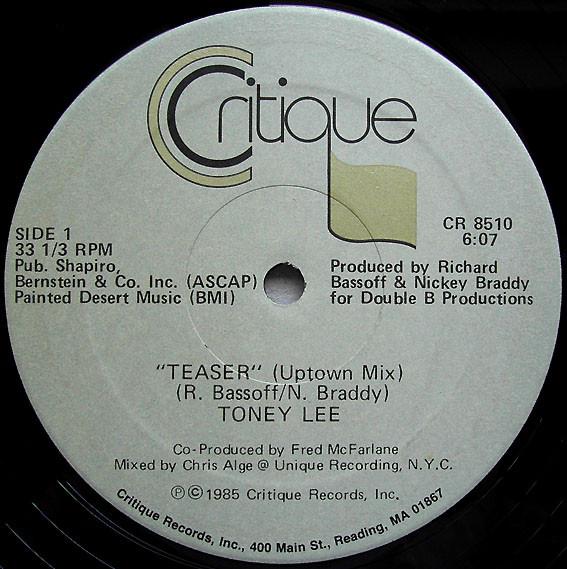 Critique
SIDE 1
33 1/3 RPM
Pub. Shapiro,
Bernstein & Co. Inc. (ASCAP)
Painted Desert Music (BMI)
CR 8510
6:07
Produced by Richard
Bassoff & Nickey Braddy
for Double B Productions
"TEASER" (Uptown Mix)
(R. Bassoff/N. Braddy)
TONEY LEE
Co-Produced by Fred McFarlane
Mixed by Chris Alge @ Unique Recording, N.Y.C.
℗©1985 Critique Records, Inc.
Critique Records, Inc., 400 Main St., Reading, MA 01867